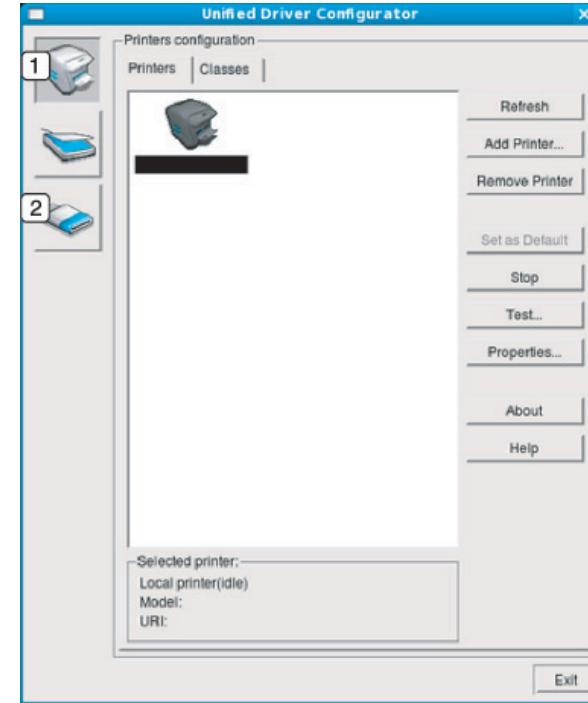 Unified Driver Configurator
1
Printers configuration
Printers
Classes
Refresh
Add Printer...
Remove Printer
2
Set as Default
Stop
Test...
Properties...
About
Help
Selected printer:
Local printer(idle)
Model:
URI:
Exit